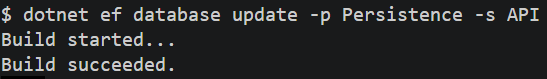 $ dotnet ef database update -p Persistence -s API
Build started...
Build succeeded.